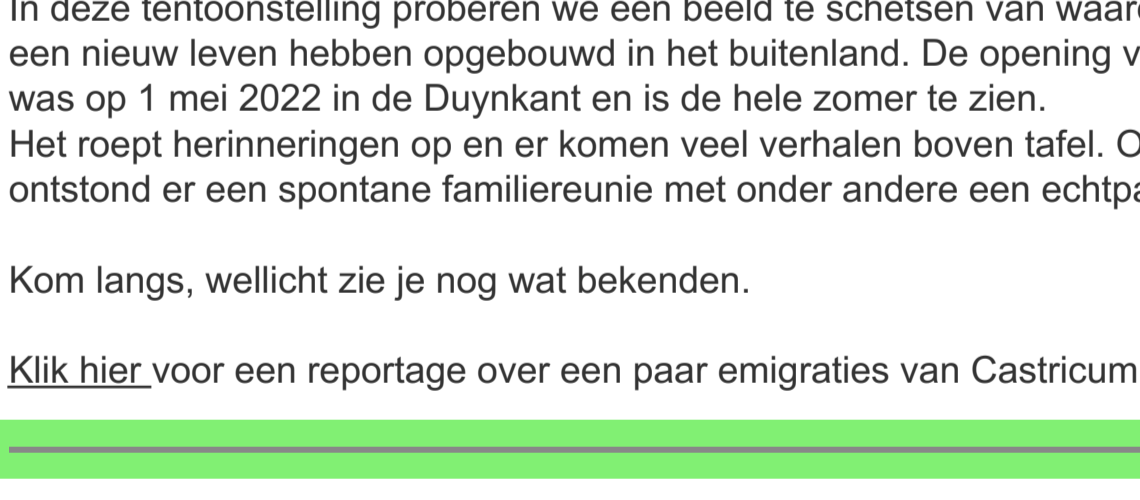 In deze tentoonstelling proberen we een beeld te schetsen van
een nieuw leven hebben opgebouwd in het buitenland. De opening
was op 1 mei 2022 in de Duynkant en is de hele zomer te zien.
Het roept herinneringen op en er komen veel verhalen boven tafel.
ontstond er een spontane familiereunie met onder andere een
Kom langs, wellicht zie je nog wat bekenden.
Klik hier voor een reportage over een paar emigraties van Castricum